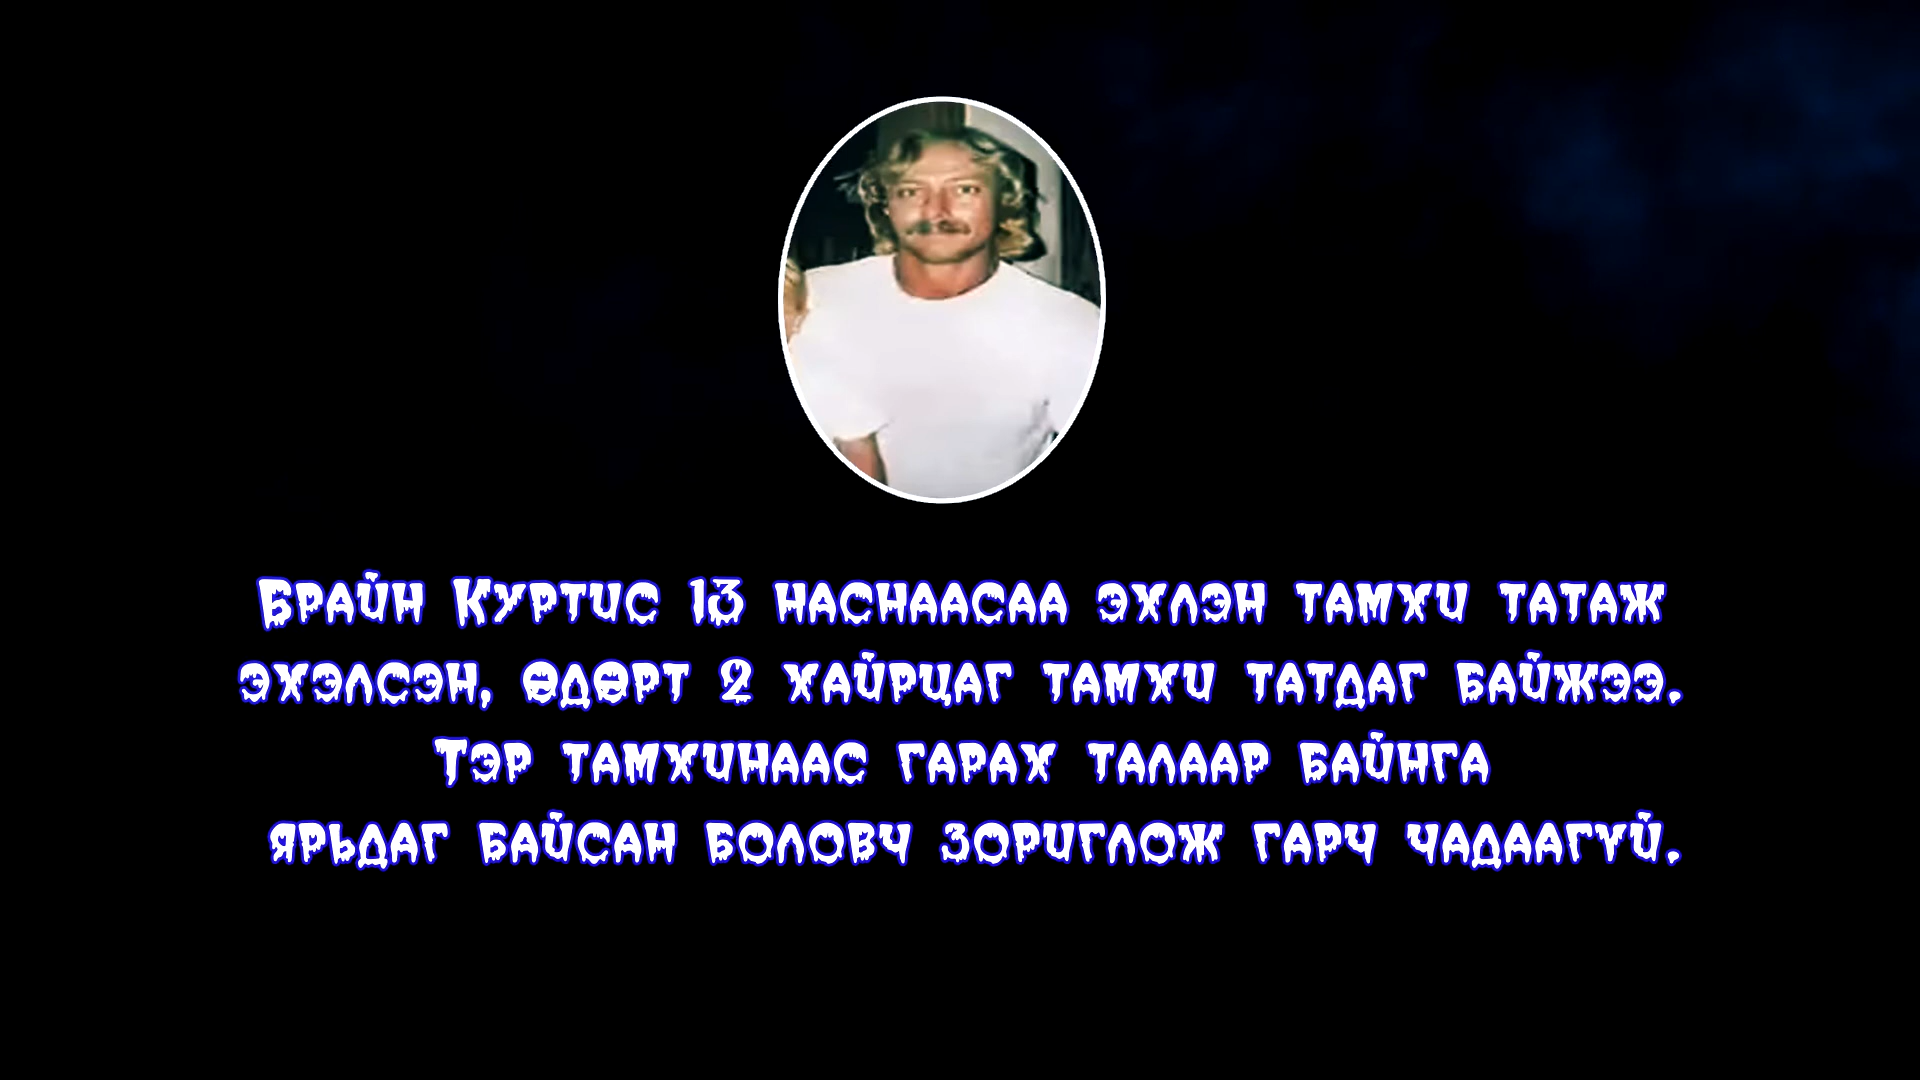 Брайн Куртис 13 наснаасаа эхлэн тамхи татаж
эхэлсэн, өдөрт 2 хайрцаг тамхи татдаг байжээ.
Тэр тамхинаас гарах талаар байнга
ярьдаг байсан боловч зориглож гарч чадаагүй.